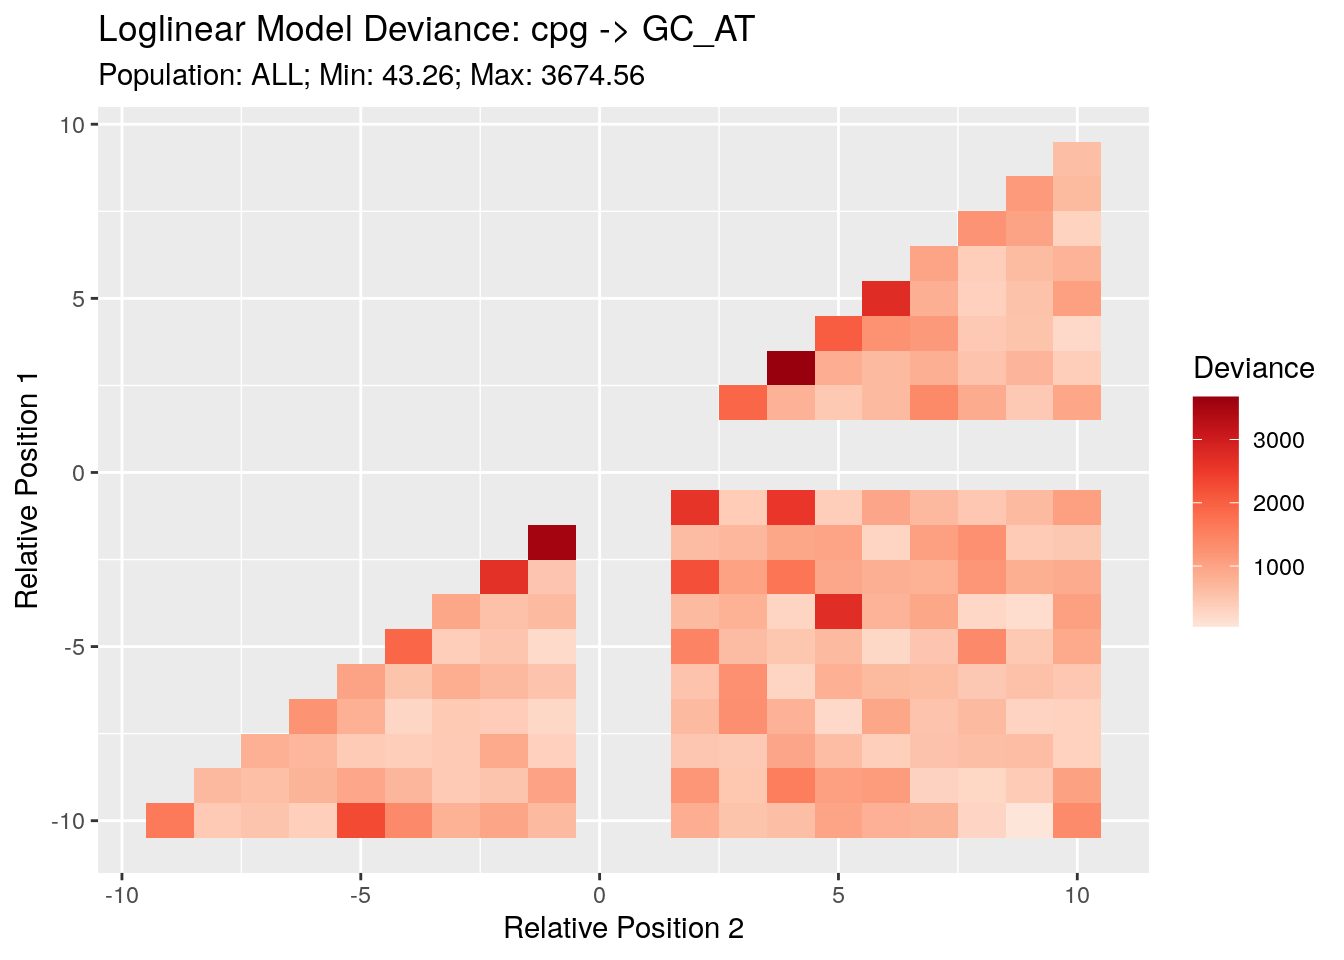 Loglinear Model Deviance: cpg -> GC_AT
Population: ALL; Min: 43.26; Max: 3674.56
10
5
0
-5
-10
Relative Position 1
-10
-5
0
5
10
Relative Position 2
Deviance
3000
2000
1000